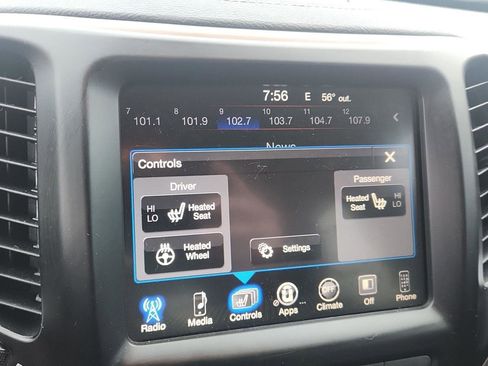 7:56 E 56° out.
7 8 9 10 11 12
101.1 101.9 102.7 103.7 104.7 107.9
News
Controls
Driver Passenger
HI LO Heated Seat
Heated Seat HI LO
Heated Wheel
Settings
Radio Media Controls Apps Climate Off Phone